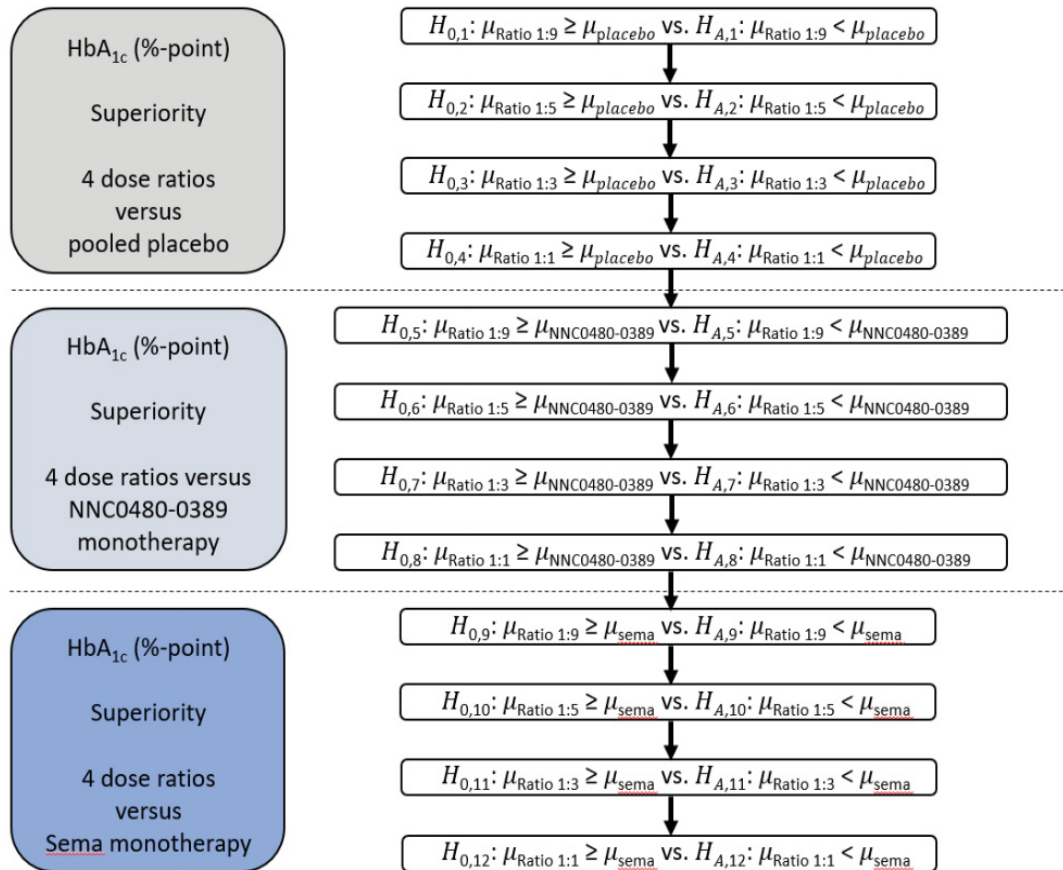 HbA1c (%-point)
Superiority
4 dose ratios
versus
pooled placebo
H0,1: μRatio 1:9 ≥ μplacebo vs. HA,1: μRatio 1:9 < μplacebo
H0,2: μRatio 1:5 ≥ μplacebo vs. HA,2: μRatio 1:5 < μplacebo
H0,3: μRatio 1:3 ≥ μplacebo vs. HA,3: μRatio 1:3 < μplacebo
H0,4: μRatio 1:1 ≥ μplacebo vs. HA,4: μRatio 1:1 < μplacebo
HbA1c (%-point)
Superiority
4 dose ratios versus
NNC0480-0389
monotherapy
H0,5: μRatio 1:9 ≥ μNNC0480-0389 vs. HA,5: μRatio 1:9 < μNNC0480-0389
H0,6: μRatio 1:5 ≥ μNNC0480-0389 vs. HA,6: μRatio 1:5 < μNNC0480-0389
H0,7: μRatio 1:3 ≥ μNNC0480-0389 vs. HA,7: μRatio 1:3 < μNNC0480-0389
H0,8: μRatio 1:1 ≥ μNNC0480-0389 vs. HA,8: μRatio 1:1 < μNNC0480-0389
HbA1c (%-point)
Superiority
4 dose ratios
versus
Sema monotherapy
H0,9: μRatio 1:9 ≥ μsema vs. HA,9: μRatio 1:9 < μsema
H0,10: μRatio 1:5 ≥ μsema vs. HA,10: μRatio 1:5 < μsema
H0,11: μRatio 1:3 ≥ μsema vs. HA,11: μRatio 1:3 < μsema
H0,12: μRatio 1:1 ≥ μsema vs. HA,12: μRatio 1:1 < μsema